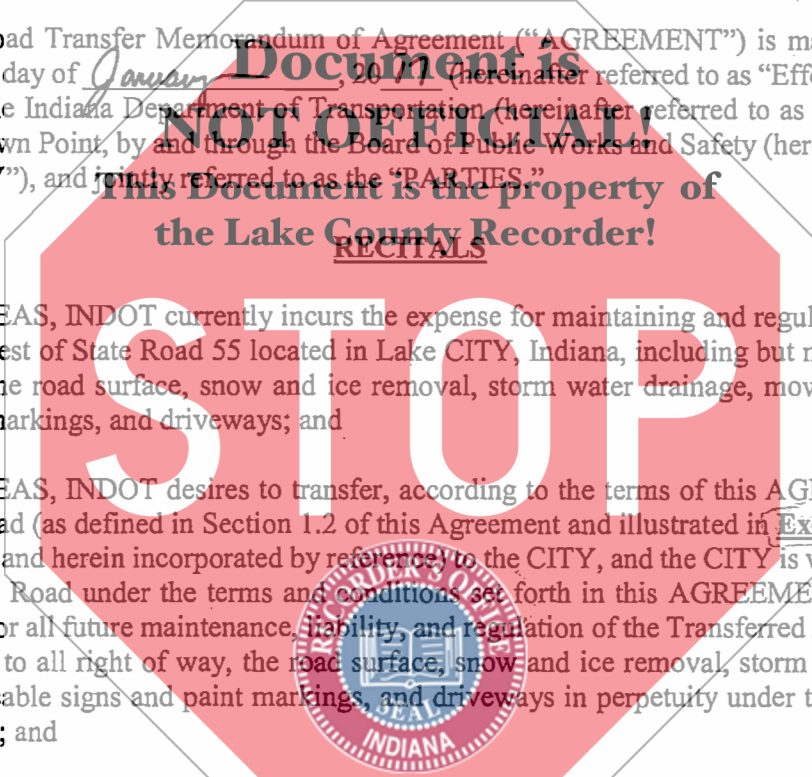 oad Transfer Memorandum of Agreement ("AGREEMENT") is ma
day of January, 20 (hereinafter referred to as "Effe
e Indiana Department of Transportation (hereinafter referred to as
wn Point, by and through the Board of Public Works and Safety (her
"), and jointly referred to as the "PARTIES."
Document is
NOT OFFICIAL!
This Document is the property of
the Lake County Recorder!
RECITALS
STOP
EAS, INDOT currently incurs the expense for maintaining and regul
est of State Road 55 located in Lake CITY, Indiana, including but n
e road surface, snow and ice removal, storm water drainage, mow
arkings, and driveways; and
EAS, INDOT desires to transfer, according to the terms of this AG
ad (as defined in Section 1.2 of this Agreement and illustrated in Ex
and herein incorporated by reference) to the CITY, and the CITY is w
Road under the terms and conditions set forth in this AGREEME
or all future maintenance, liability, and regulation of the Transferred
to all right of way, the road surface, snow and ice removal, storm
able signs and paint markings, and driveways in perpetuity under t
; and
RECORDER'S OFFICE
SEAL
INDIANA